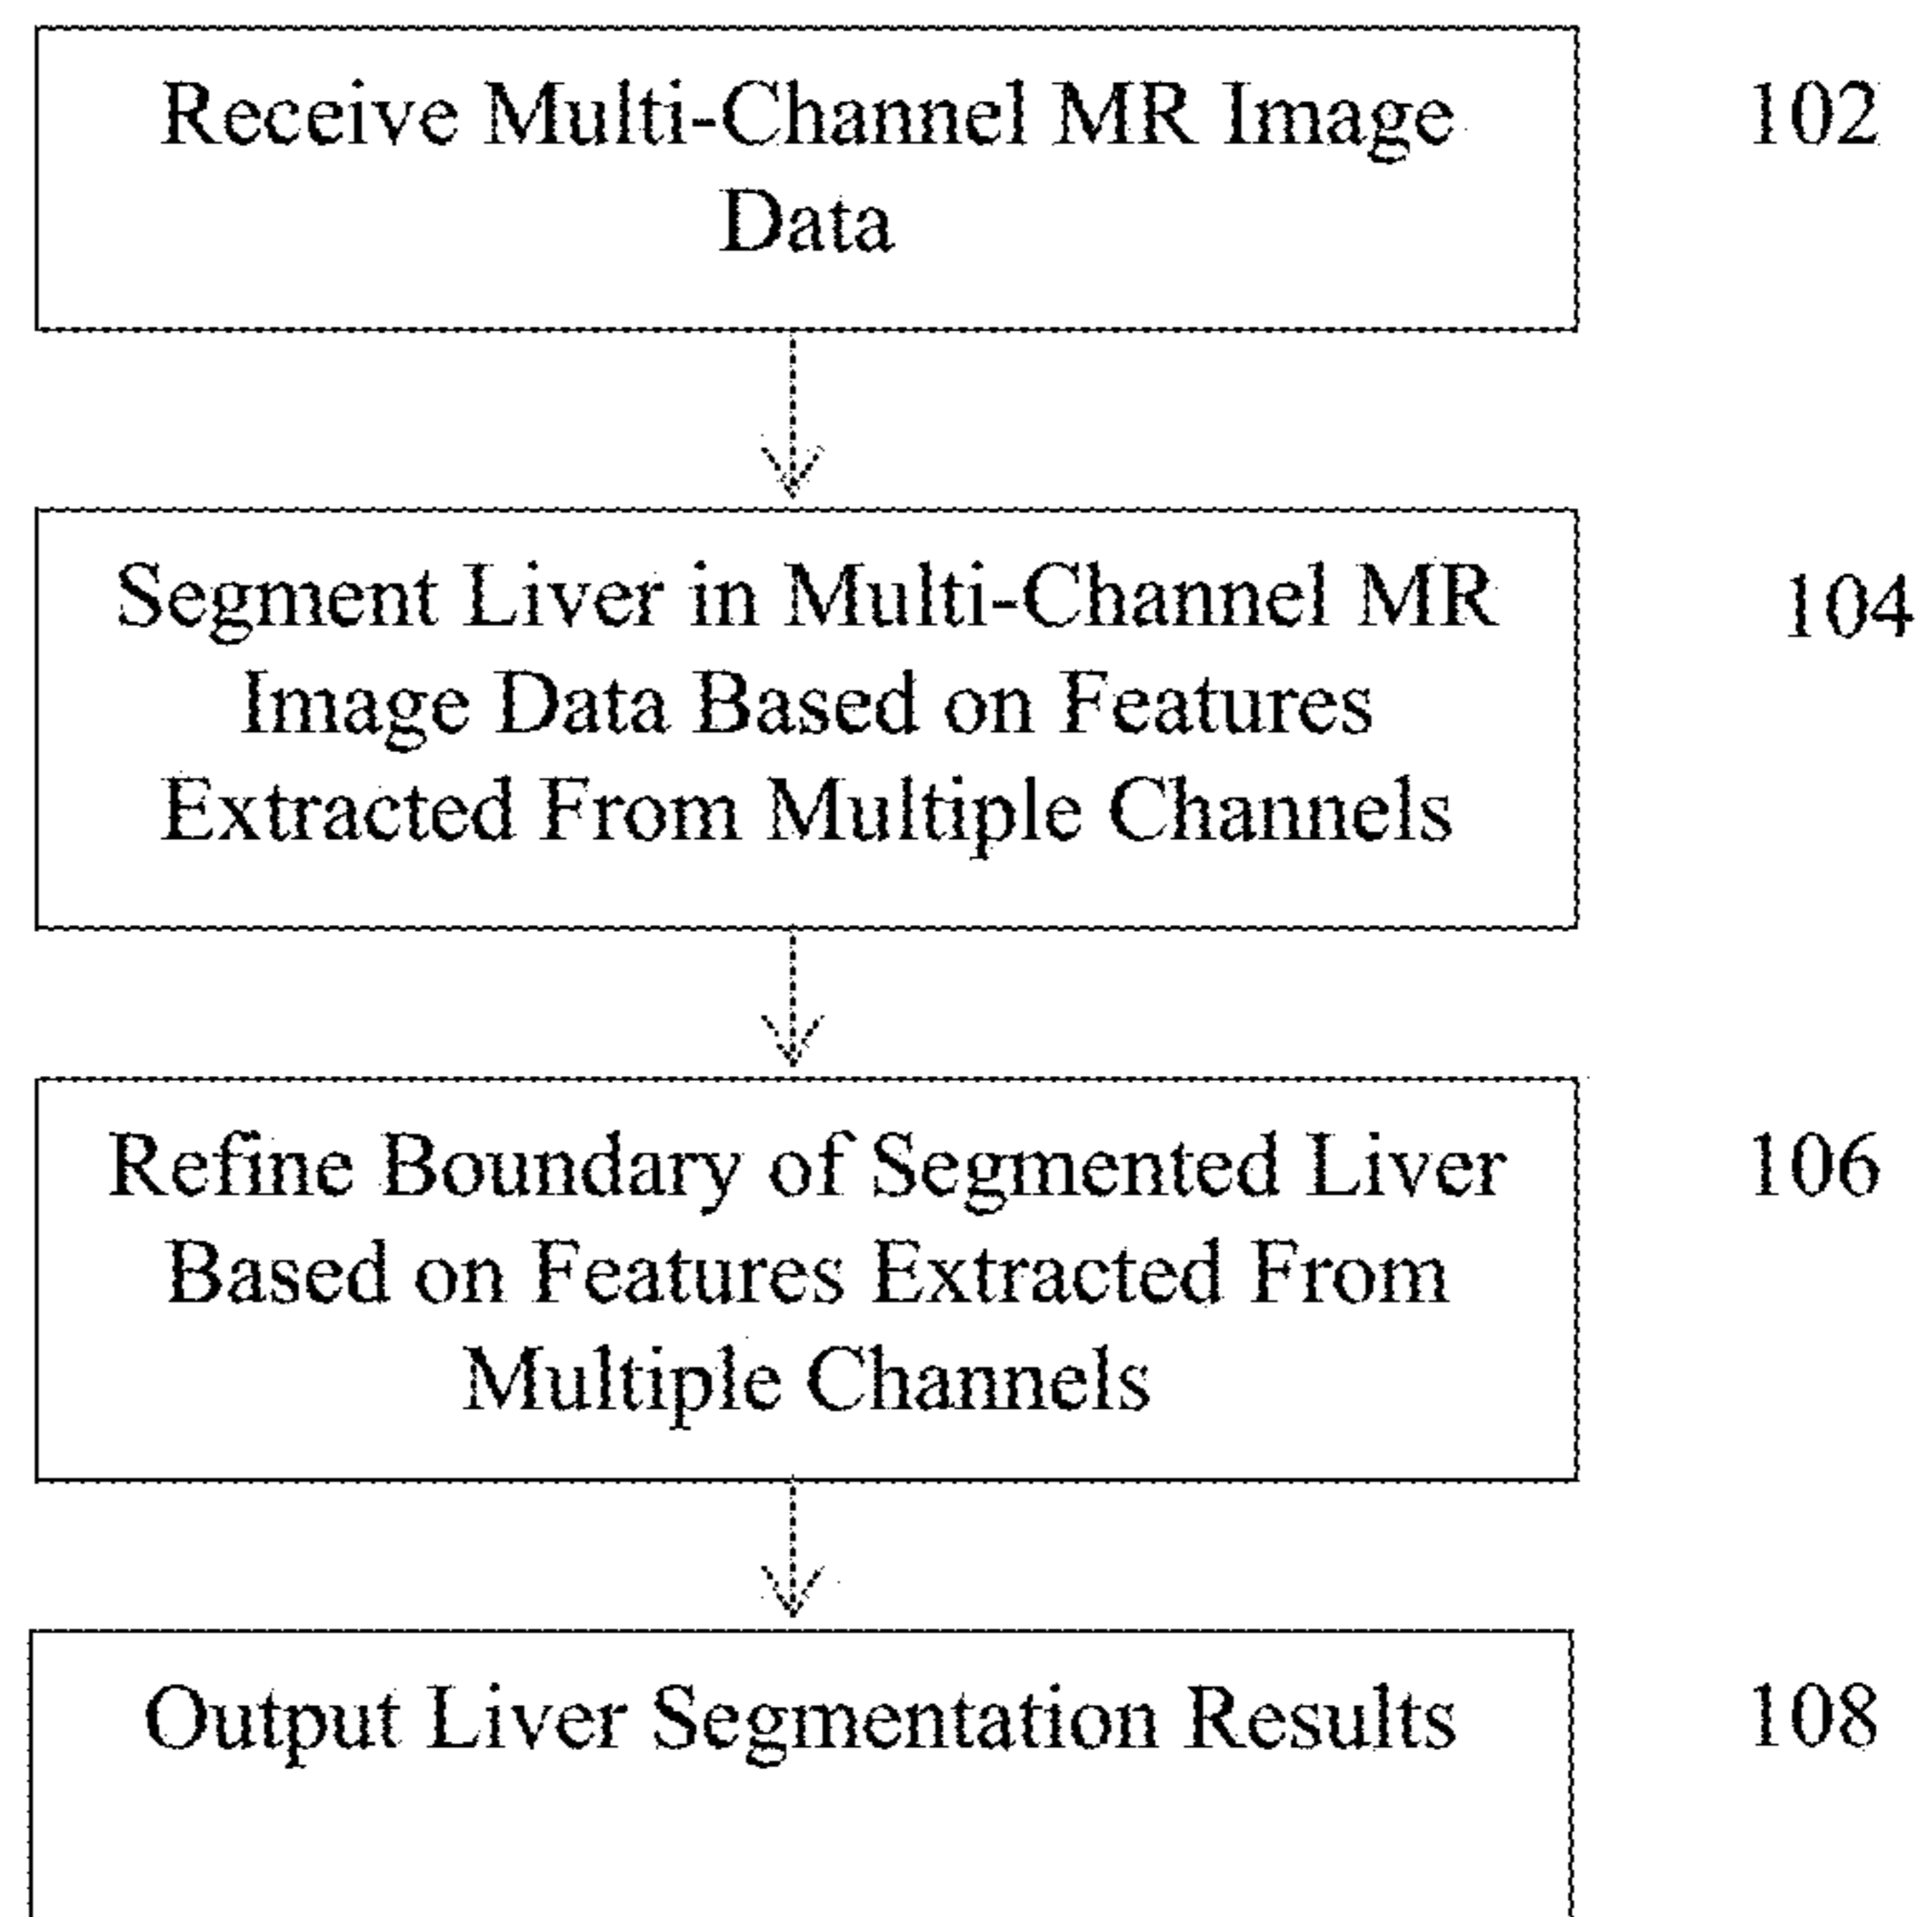 Receive Multi-Channel MR Image
Data
102
Segment Liver in Multi-Channel MR
Image Data Based on Features
Extracted From Multiple Channels
104
Refine Boundary of Segmented Liver
Based on Features Extracted From
Multiple Channels
106
Output Liver Segmentation Results
108